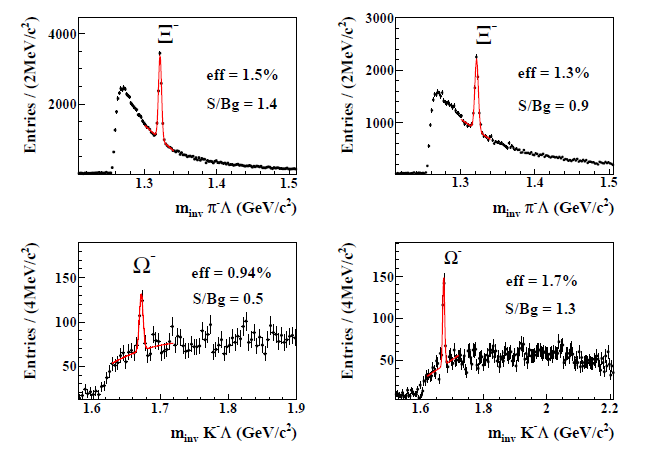 Entries / (2MeV/c²)
4000
2000
Ξ⁻
eff = 1.5%
S/Bg = 1.4
1.3
1.4
1.5
m_inv π⁻Λ (GeV/c²)
Entries / (2MeV/c²)
3000
2000
1000
Ξ⁻
eff = 1.3%
S/Bg = 0.9
1.3
1.4
1.5
m_inv π⁻Λ (GeV/c²)
Entries / (4MeV/c²)
150
100
50
Ω⁻
eff = 0.94%
S/Bg = 0.5
1.6
1.7
1.8
1.9
m_inv K⁻Λ (GeV/c²)
Entries / (4MeV/c²)
150
100
50
Ω⁻
eff = 1.7%
S/Bg = 1.3
1.6
1.8
2
2.2
m_inv K⁻Λ (GeV/c²)